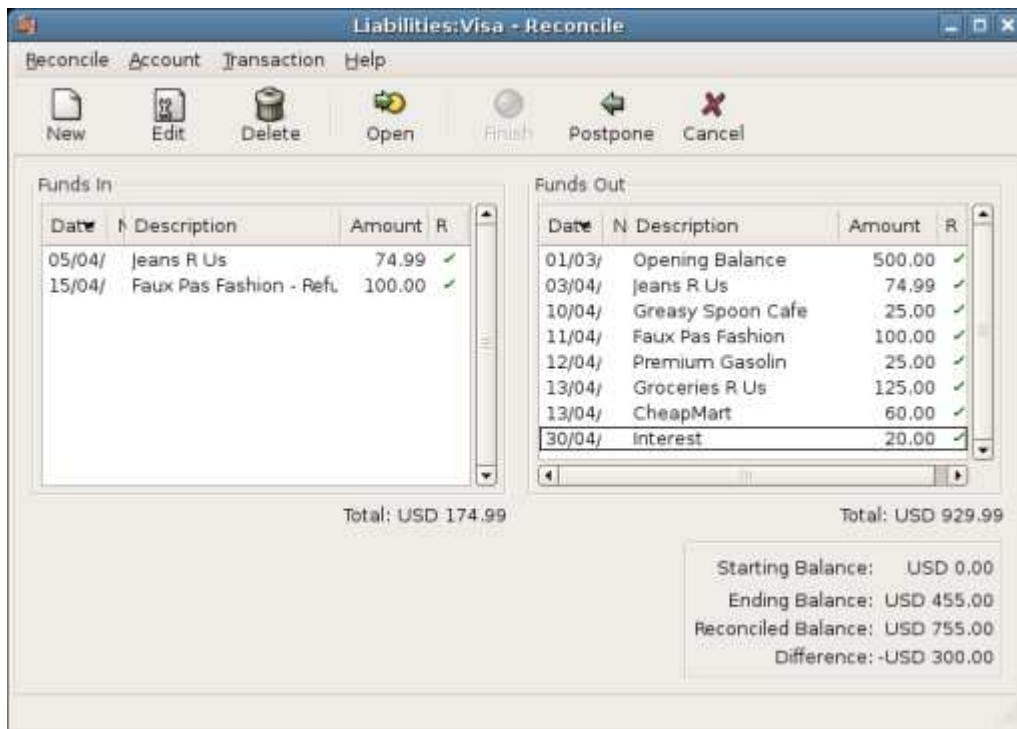 Liabilities:Visa - Reconcile
Reconcile Account Transaction Help
New Edit Delete Open Finish Postpone Cancel
Funds In
Date N Description Amount R
05/04/ Jeans R Us 74.99
15/04/ Faux Pas Fashion - Refu 100.00
Total: USD 174.99
Funds Out
Date N Description Amount R
01/03/ Opening Balance 500.00
03/04/ Jeans R Us 74.99
10/04/ Greasy Spoon Cafe 25.00
11/04/ Faux Pas Fashion 100.00
12/04/ Premium Gasolin 25.00
13/04/ Groceries R Us 125.00
13/04/ CheapMart 60.00
30/04/ Interest 20.00
Total: USD 929.99
Starting Balance: USD 0.00
Ending Balance: USD 455.00
Reconciled Balance: USD 755.00
Difference: -USD 300.00